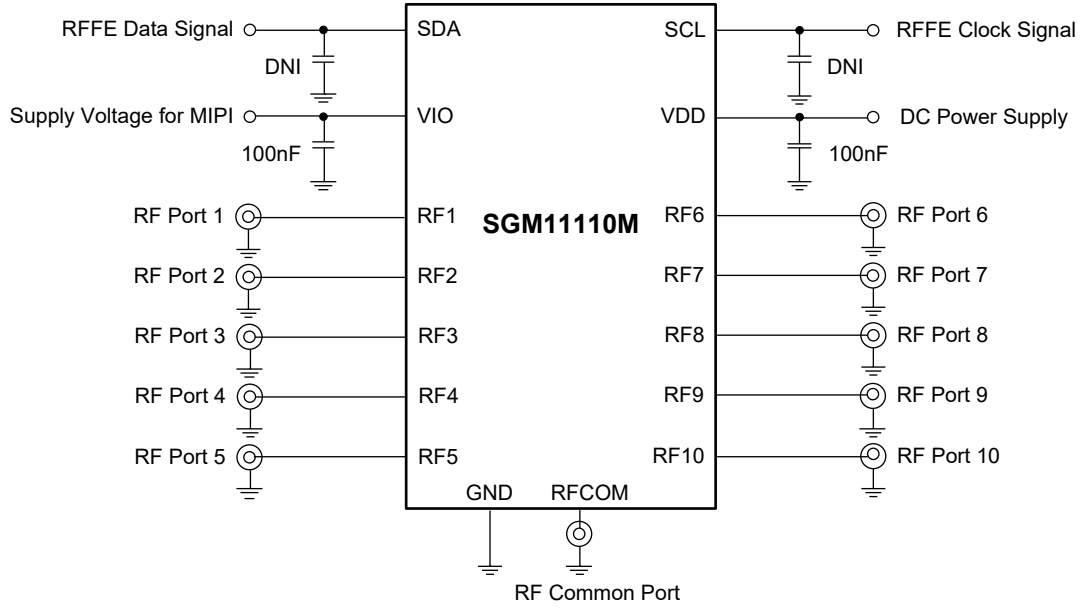 RFFE Data Signal
SDA
SCL
RFFE Clock Signal
DNI
DNI
Supply Voltage for MIPI
VIO
VDD
DC Power Supply
100nF
100nF
RF Port 1
RF1
SGM11110M
RF6
RF Port 6
RF Port 2
RF2
RF7
RF Port 7
RF Port 3
RF3
RF8
RF Port 8
RF Port 4
RF4
RF9
RF Port 9
RF Port 5
RF5
RF10
RF Port 10
GND
RFCOM
RF Common Port